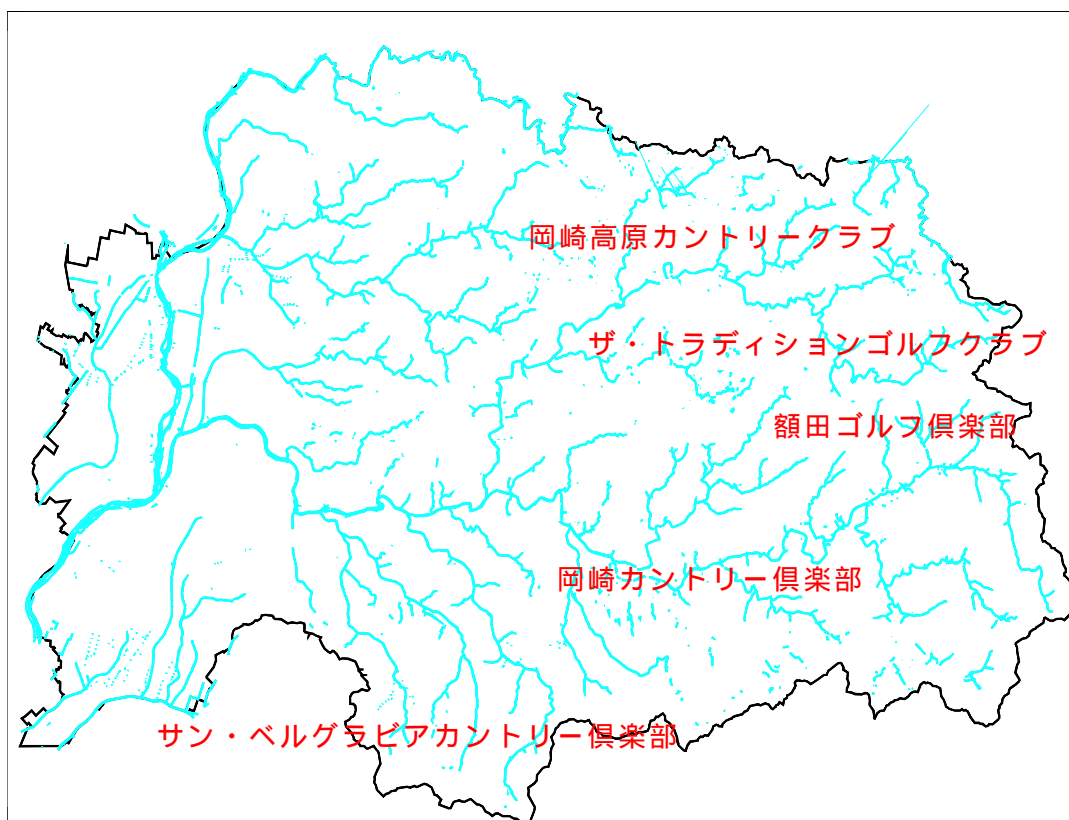 岡崎高原カントリークラブ
ザ・トラディションゴルフクラブ
額田ゴルフ倶楽部
岡崎カントリー倶楽部
サン・ベルグラビアカントリー倶楽部